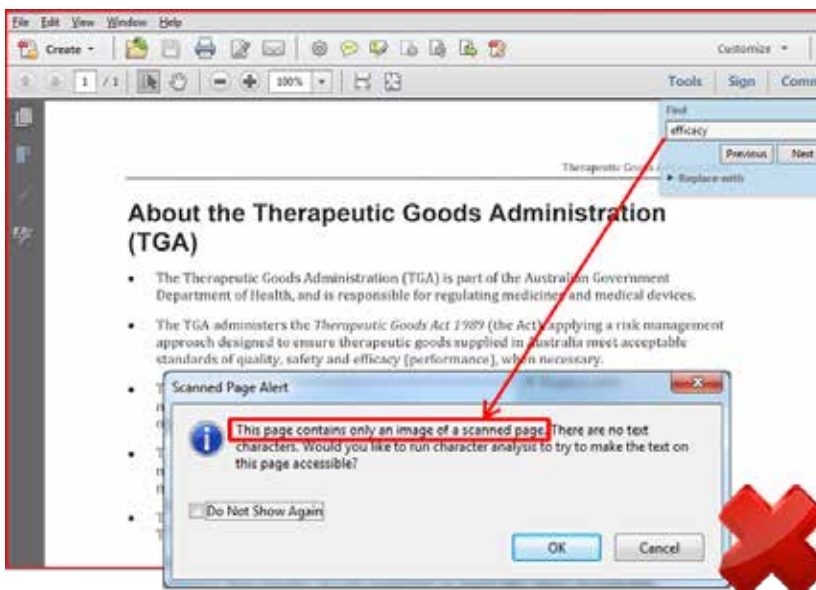 File Edit View Window Help
Create Customize
1 / 1 100% Tools Sign Comm
Find
efficacy
Previous Next
Replace with
Therapeutic Goods
About the Therapeutic Goods Administration
(TGA)
• The Therapeutic Goods Administration (TGA) is part of the Australian Government
Department of Health, and is responsible for regulating medicines and medical devices.
• The TGA administers the Therapeutic Goods Act 1989 (the Act), applying a risk management
approach designed to ensure therapeutic goods supplied in Australia meet acceptable
standards of quality, safety and efficacy (performance), when necessary.
Scanned Page Alert
This page contains only an image of a scanned page. There are no text
characters. Would you like to run character analysis to try to make the text on
this page accessible?
Do Not Show Again
OK Cancel